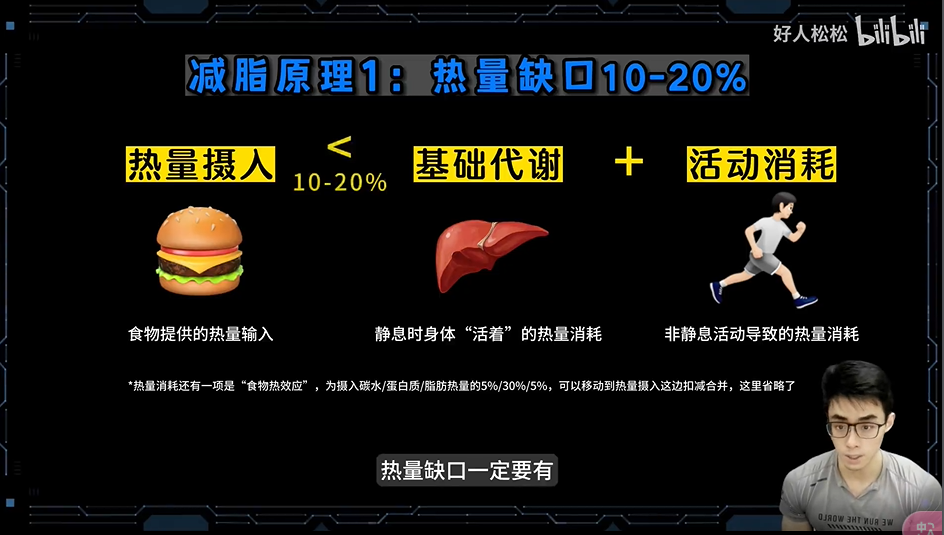 好人松松 bilibili
减脂原理1：热量缺口10-20%
热量摄入 < 基础代谢 + 活动消耗
10-20%
食物提供的热量输入 静息时身体“活着”的热量消耗 非静息活动导致的热量消耗
*热量消耗还有一项是“食物热效应”，为摄入碳水/蛋白质/脂肪热量的5%/30%/5%，可以移动到热量摄入这边扣减合并，这里省略了
热量缺口一定要有
WE RUN THE WORLD